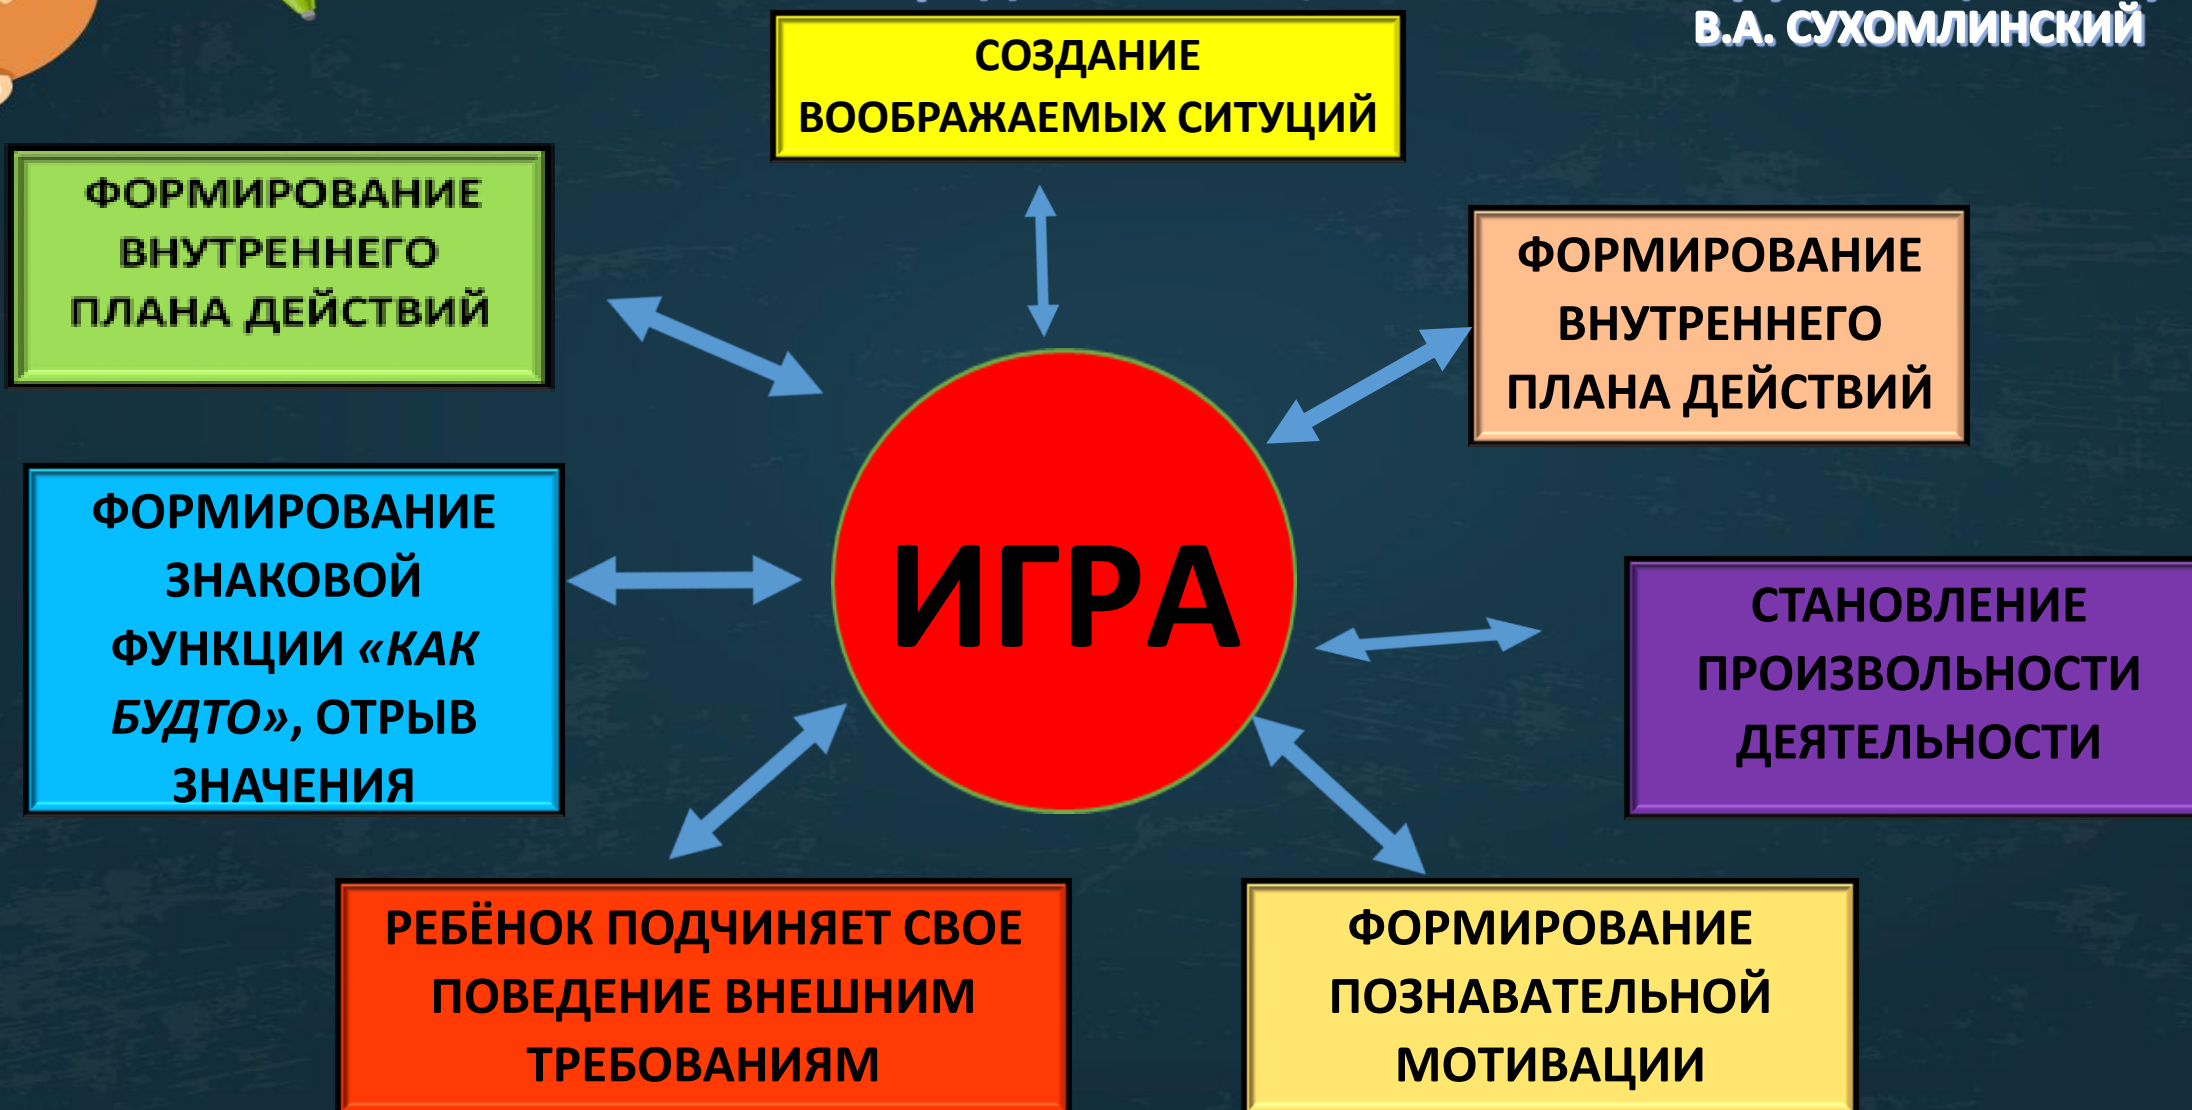 В.А. СУХОМЛИНСКИЙ
СОЗДАНИЕ
ВООБРАЖАЕМЫХ СИТУЦИЙ
ФОРМИРОВАНИЕ
ВНУТРЕННЕГО
ПЛАНА ДЕЙСТВИЙ
ФОРМИРОВАНИЕ
ВНУТРЕННЕГО
ПЛАНА ДЕЙСТВИЙ
ФОРМИРОВАНИЕ
ЗНАКОВОЙ
ФУНКЦИИ «КАК
БУДТО», ОТРЫВ
ЗНАЧЕНИЯ
ИГРА
СТАНОВЛЕНИЕ
ПРОИЗВОЛЬНОСТИ
ДЕЯТЕЛЬНОСТИ
РЕБЁНОК ПОДЧИНЯЕТ СВОЕ
ПОВЕДЕНИЕ ВНЕШНИМ
ТРЕБОВАНИЯМ
ФОРМИРОВАНИЕ
ПОЗНАВАТЕЛЬНОЙ
МОТИВАЦИИ